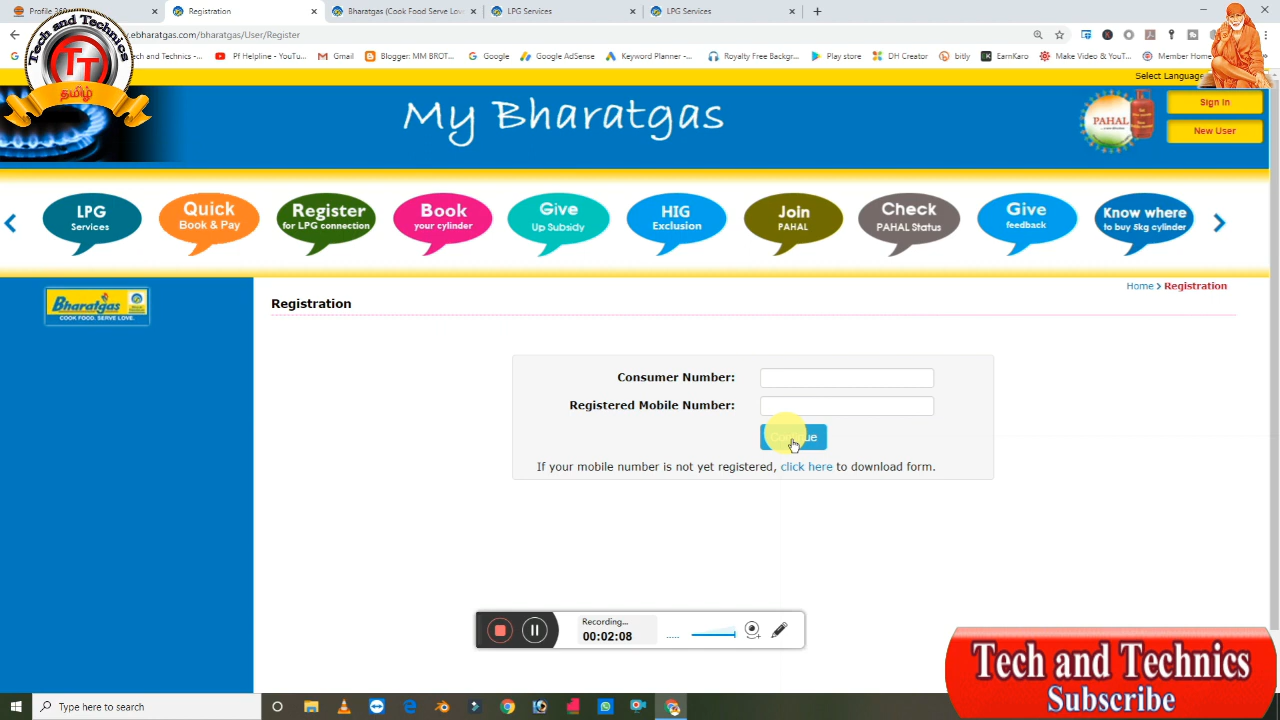 Profile 360
Registration
Bharatgas (Cook Food Serve Lov
LPG Services
LPG Services
ebharatgas.com/bharatgas/User/Register
Tech and Technics
TT
தமிழ்
G
Tech and Technics -...
Pf Helpline - YouTu...
Gmail
Blogger: MM BROT...
Google
Google AdSense
Keyword Planner -...
Royalty Free Backgr...
Play store
DH Creator
bitly
EarnKaro
Make Video & YouT...
Member Home
Select Language
My Bharatgas
PAHAL
Sign In
New User
LPG
Services
Quick
Book & Pay
Register
for LPG connection
Book
your cylinder
Give
Up Subsidy
HIG
Exclusion
Join
PAHAL
Check
PAHAL Status
Give
feedback
Know where
to buy 5kg cylinder
Bharatgas
COOK FOOD. SERVE LOVE.
Home > Registration
Registration
Consumer Number:
Registered Mobile Number:
Continue
If your mobile number is not yet registered, click here to download form.
Recording...
00:02:08
Tech and Technics
Subscribe
Type here to search